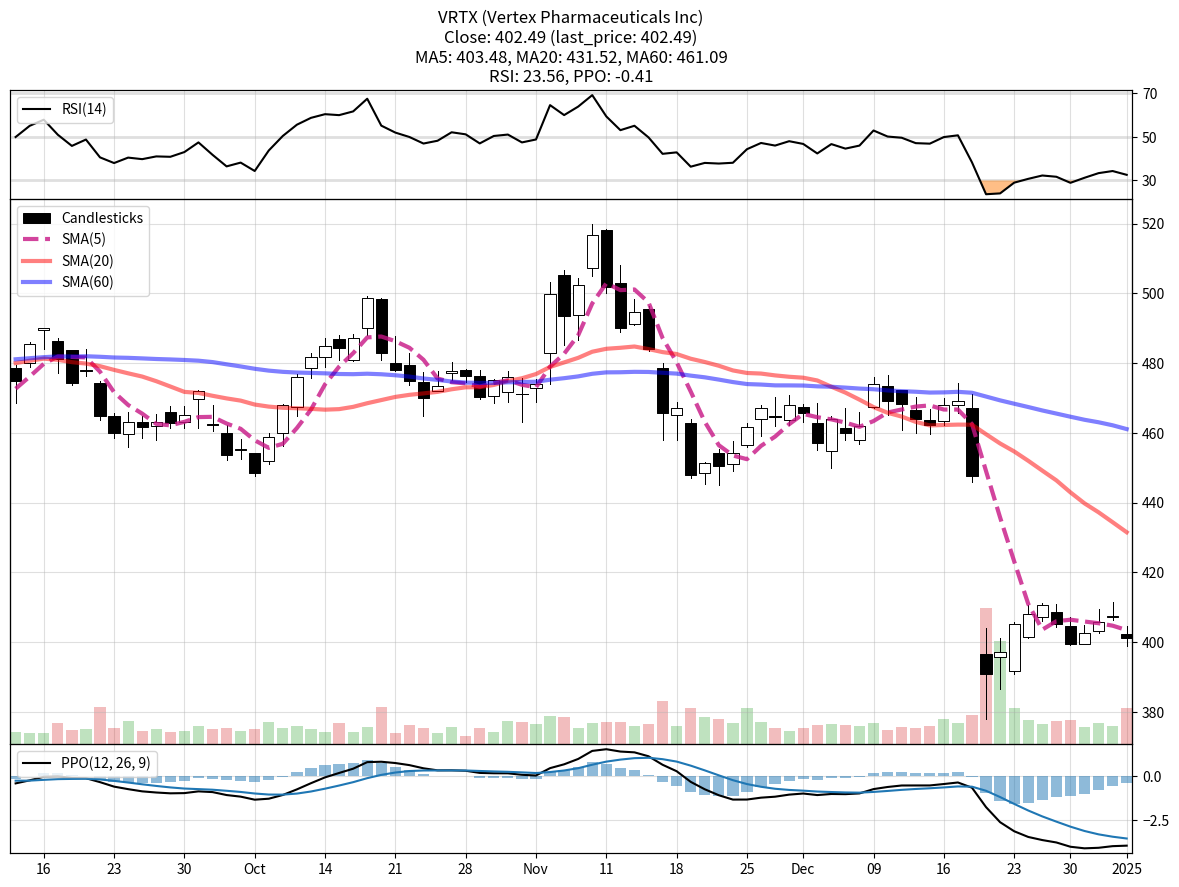 VRTX (Vertex Pharmaceuticals Inc)
Close: 402.49 (last_price: 402.49)
MA5: 403.48, MA20: 431.52, MA60: 461.09
RSI: 23.56, PPO: -0.41
RSI(14)
70
50
30
Candlesticks
SMA(5)
SMA(20)
SMA(60)
520
500
480
460
440
420
400
380
PPO(12, 26, 9)
0.0
−2.5
16 23 30 Oct 14 21 28 Nov 11 18 25 Dec 09 16 23 30 2025